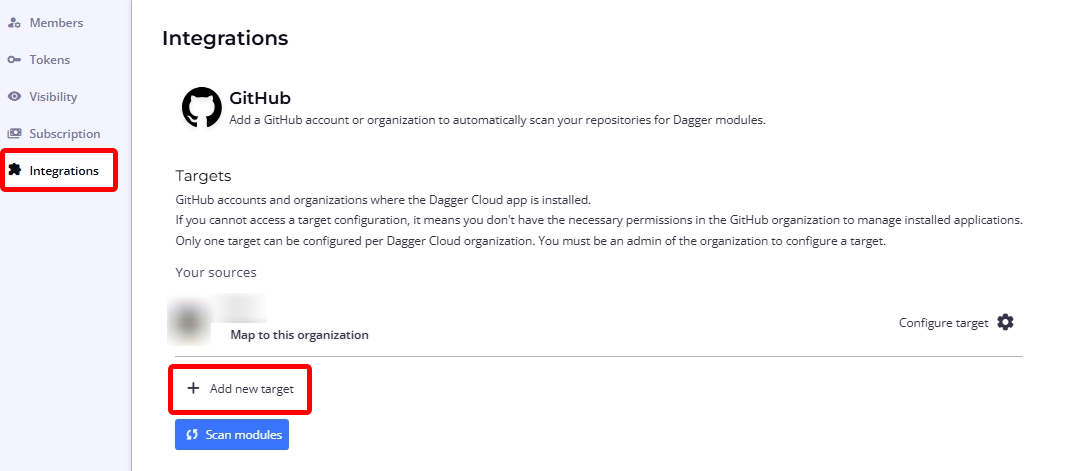 Members
Tokens
Visibility
Subscription
Integrations
Integrations
GitHub
Add a GitHub account or organization to automatically scan your repositories for Dagger modules.
Targets
GitHub accounts and organizations where the Dagger Cloud app is installed.
If you cannot access a target configuration, it means you don't have the necessary permissions in the GitHub organization to manage installed applications.
Only one target can be configured per Dagger Cloud organization. You must be an admin of the organization to configure a target.
Your sources
Map to this organization
Configure target
+ Add new target
Scan modules